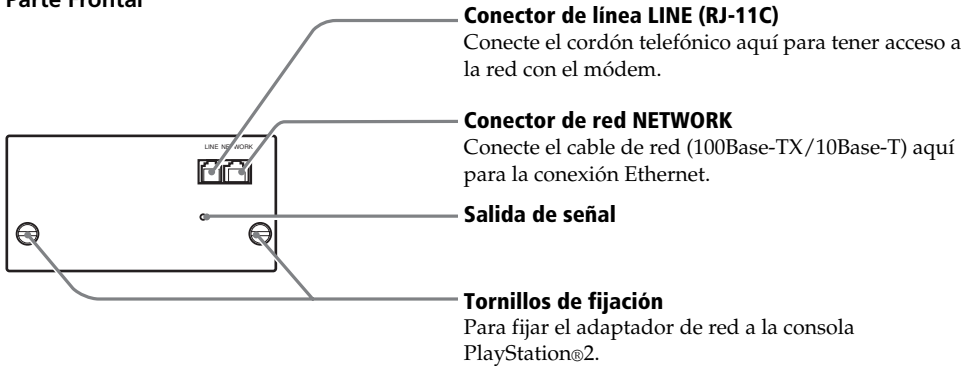 Parte Frontal
Conector de línea LINE (RJ-11C)
Conecte el cordón telefónico aquí para tener acceso a
la red con el módem.
Conector de red NETWORK
Conecte el cable de red (100Base-TX/10Base-T) aquí
para la conexión Ethernet.
LINE NETWORK
Salida de señal
Tornillos de fijación
Para fijar el adaptador de red a la consola
PlayStation®2.